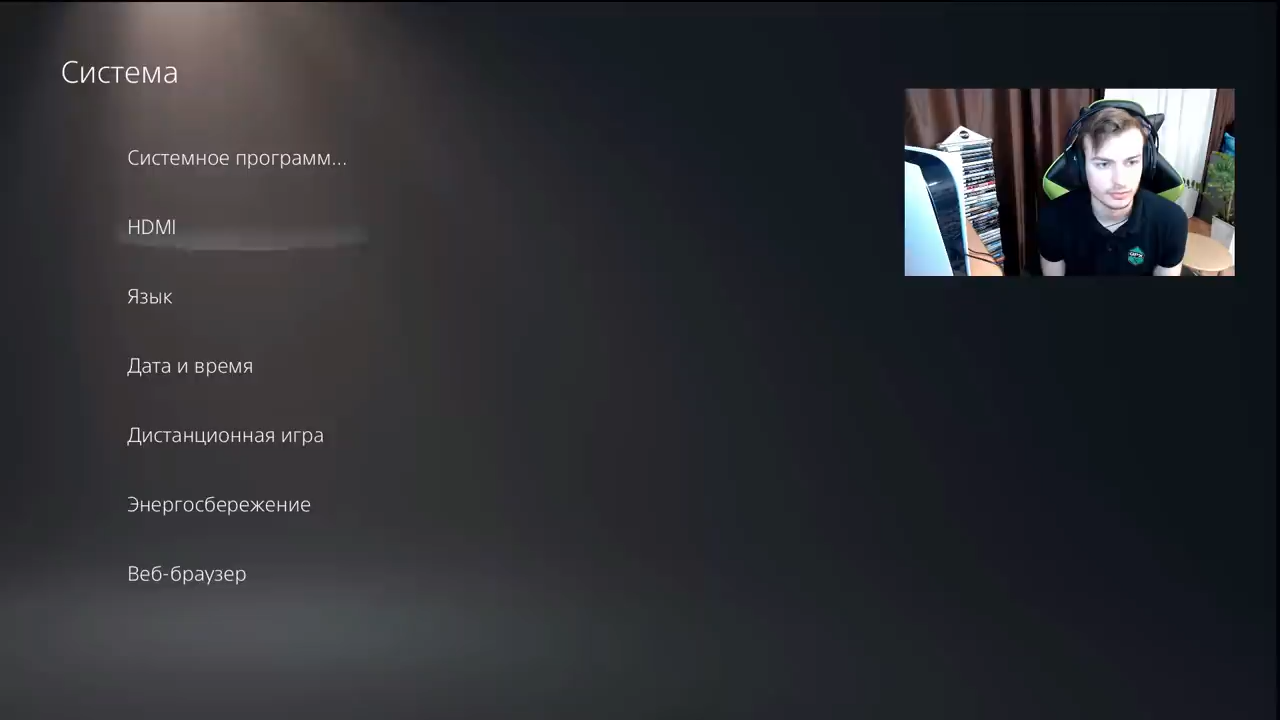 Система
Системное программ...
HDMI
Язык
Дата и время
Дистанционная игра
Энергосбережение
Веб-браузер